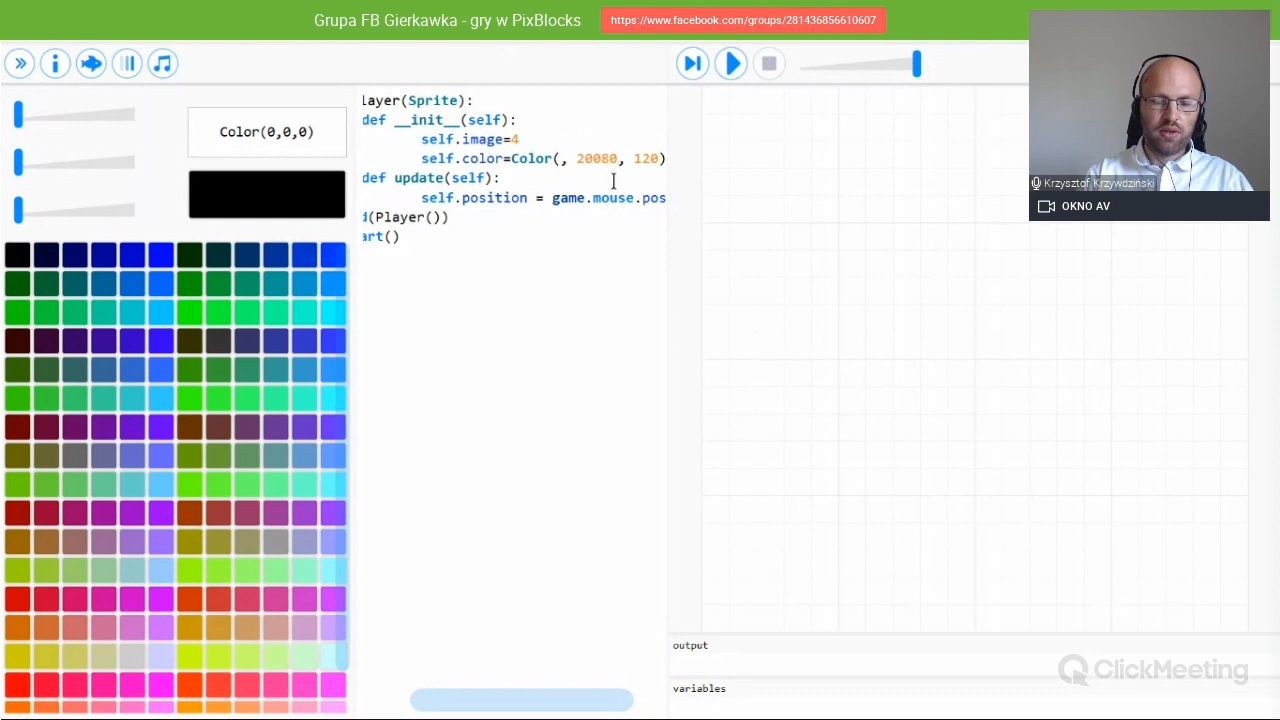 Grupa FB Gierkawka - gry w PixBlocks
https://www.facebook.com/groups/281436856610607
Color(0,0,0)
layer(Sprite):
def __init__(self):
self.image=4
self.color=Color(, 20080, 120)
def update(self):
self.position = game.mouse.pos
d(Player())
art()
Krzysztof Krzywdziński
OKNO AV
output
variables
ClickMeeting